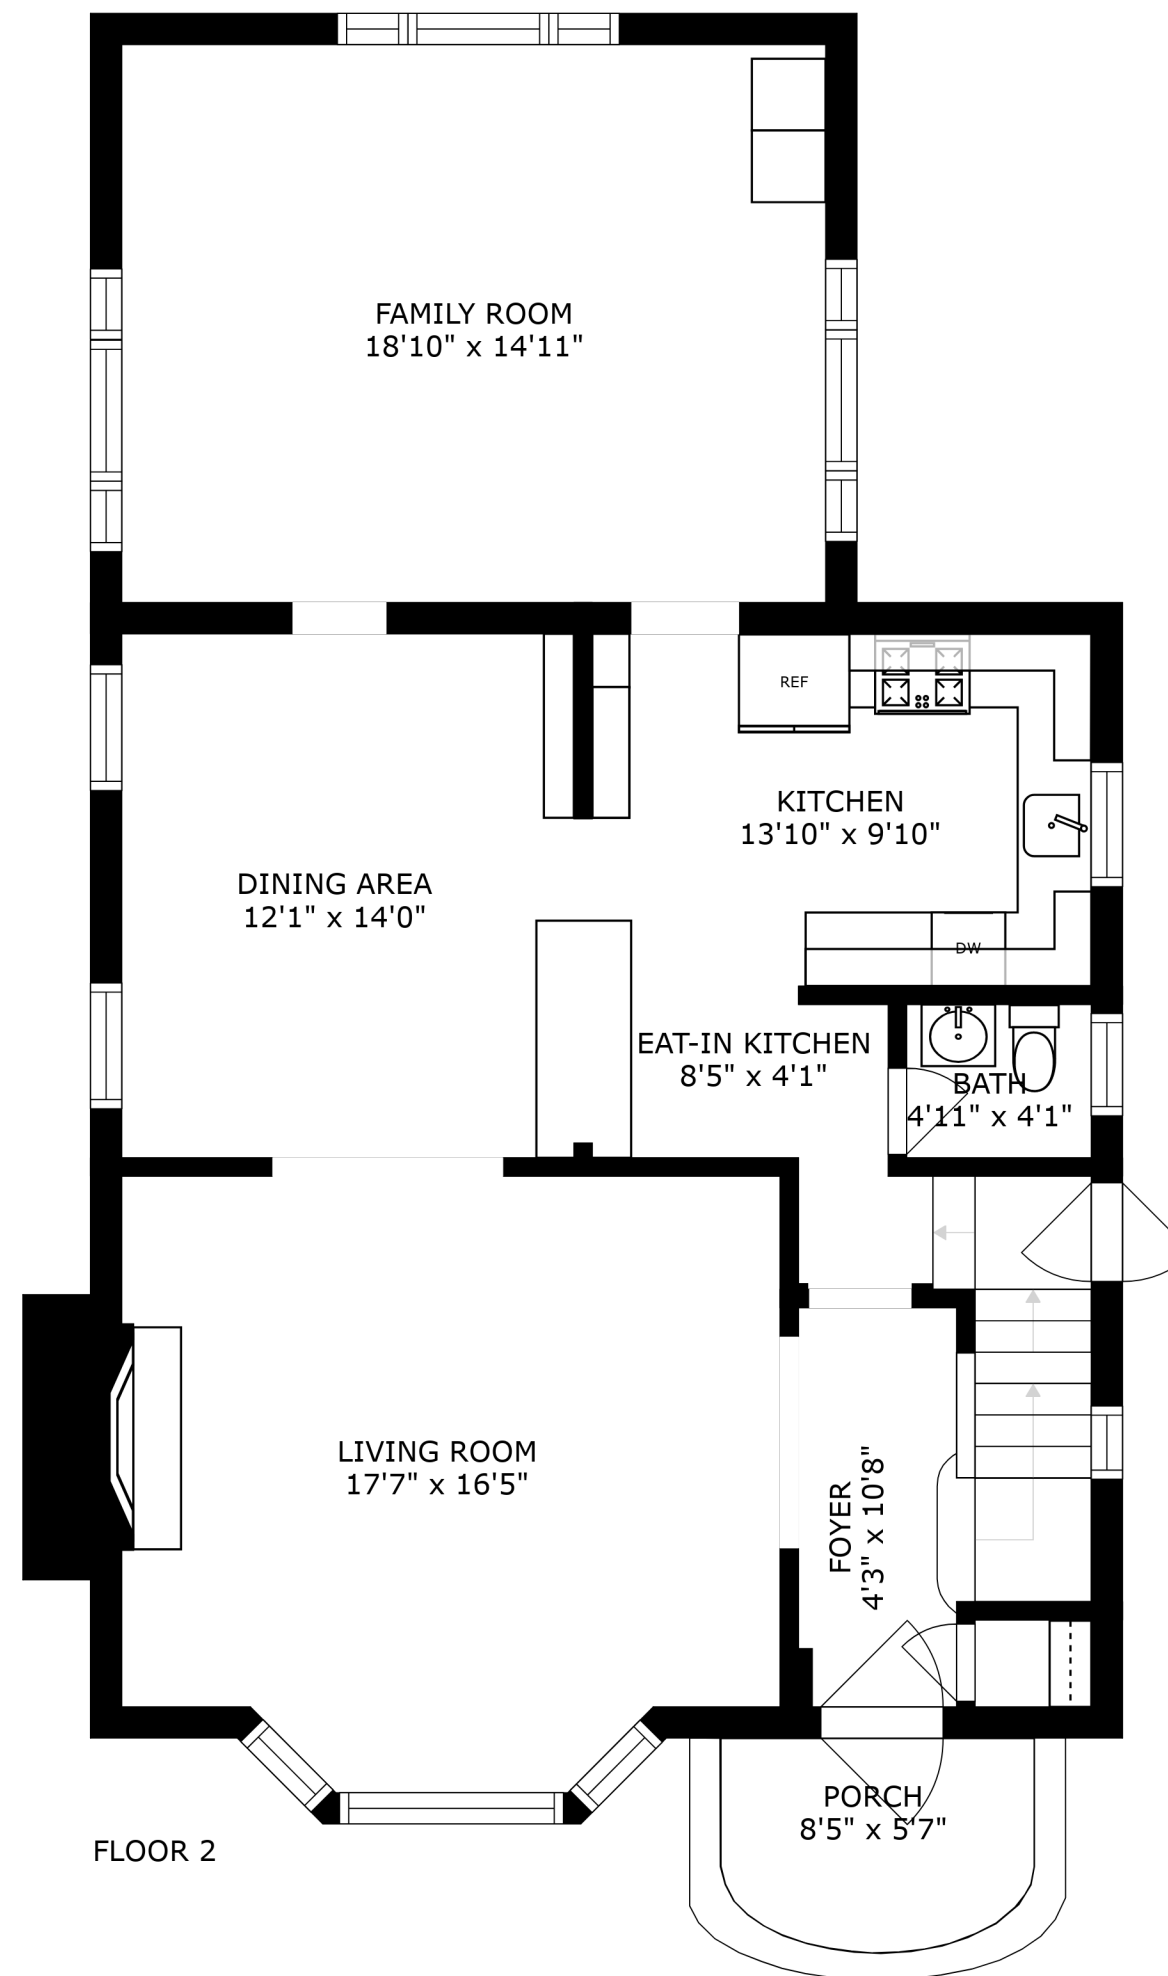 FAMILY ROOM
18'10" x 14'11"
REF
KITCHEN
13'10" x 9'10"
DINING AREA
12'1" x 14'0"
DW
EAT-IN KITCHEN
8'5" x 4'1"
BATH
4'11" x 4'1"
LIVING ROOM
17'7" x 16'5"
FOYER
4'3" x 10'8"
PORCH
8'5" x 5'7"
FLOOR 2